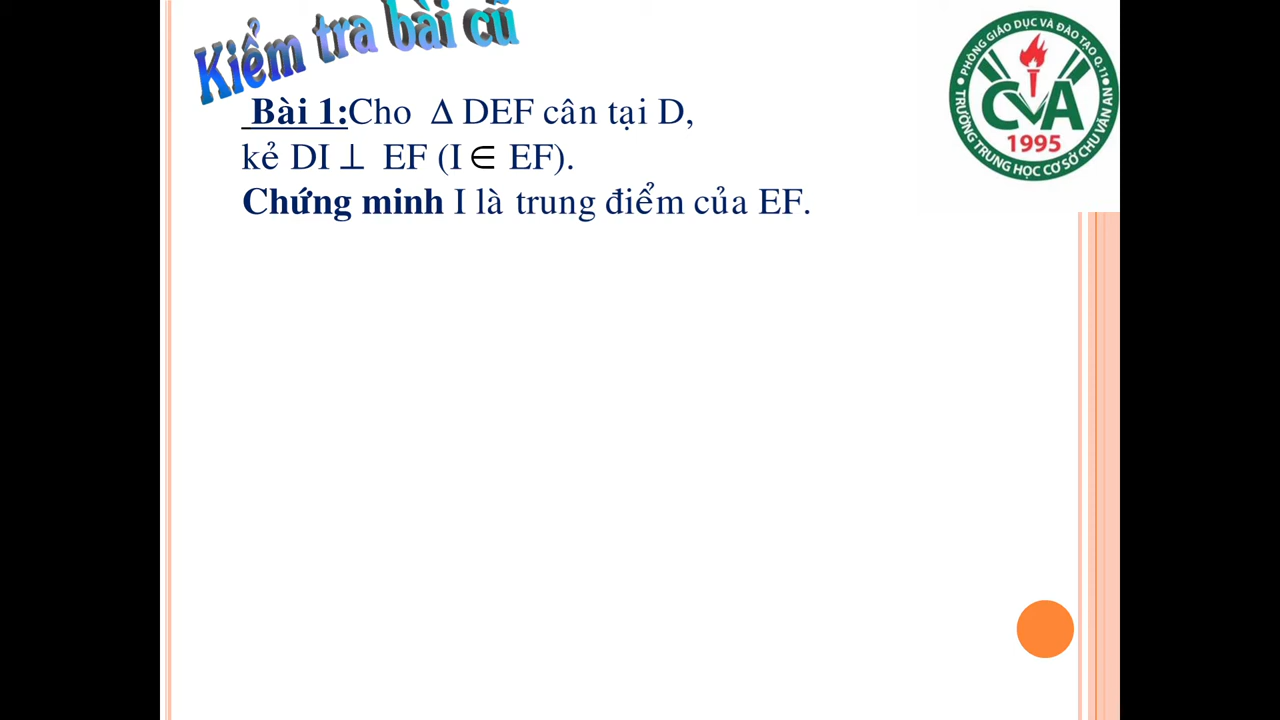 Kiểm tra bài cũ
Bài 1:Cho Δ DEF cân tại D,
kẻ DI ⊥ EF (I ∈ EF).
Chứng minh I là trung điểm của EF.
PHÒNG GIÁO DỤC VÀ ĐÀO TẠO Q.11
CVA
1995
TRƯỜNG TRUNG HỌC CƠ SỞ CHU VĂN AN